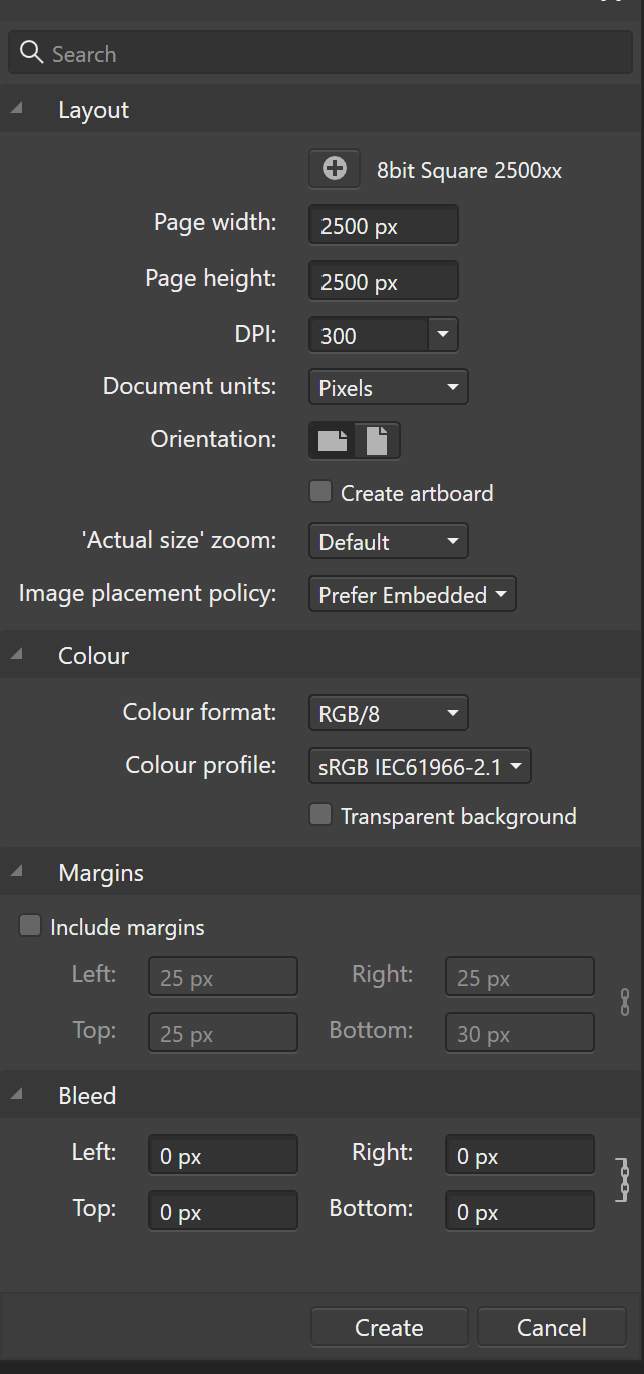 Search
Layout
8bit Square 2500xx
Page width: 2500 px
Page height: 2500 px
DPI: 300
Document units: Pixels
Orientation:
Create artboard
'Actual size' zoom: Default
Image placement policy: Prefer Embedded
Colour
Colour format: RGB/8
Colour profile: sRGB IEC61966-2.1
Transparent background
Margins
Include margins
Left: 25 px Right: 25 px
Top: 25 px Bottom: 30 px
Bleed
Left: 0 px Right: 0 px
Top: 0 px Bottom: 0 px
Create Cancel